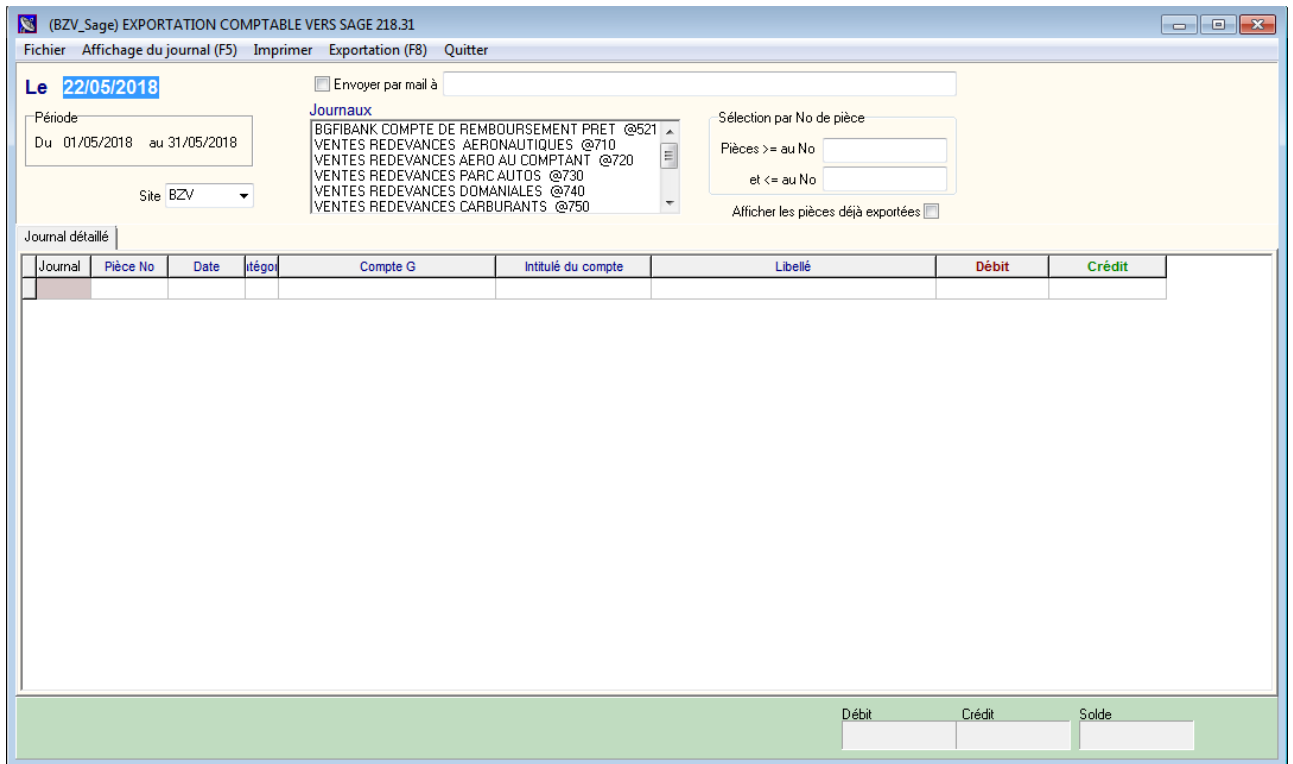 (BZV_Sage) EXPORTATION COMPTABLE VERS SAGE 218.31
Fichier Affichage du journal (F5) Imprimer Exportation (F8) Quitter
Le 22/05/2018
Envoyer par mail à
Période
Du 01/05/2018 au 31/05/2018
Site BZV
Journaux
BGFIBANK COMPTE DE REMBOURSEMENT PRET @521
VENTES REDEVANCES AERONAUTIQUES @710
VENTES REDEVANCES AERO AU COMPTANT @720
VENTES REDEVANCES PARC AUTOS @730
VENTES REDEVANCES DOMANIALES @740
VENTES REDEVANCES CARBURANTS @750
Sélection par No de pièce
Pièces >= au No
et <= au No
Afficher les pièces déjà exportées
Journal détaillé
Journal Pièce No Date atégor Compte G Intitulé du compte Libellé Débit Crédit
Débit Crédit Solde